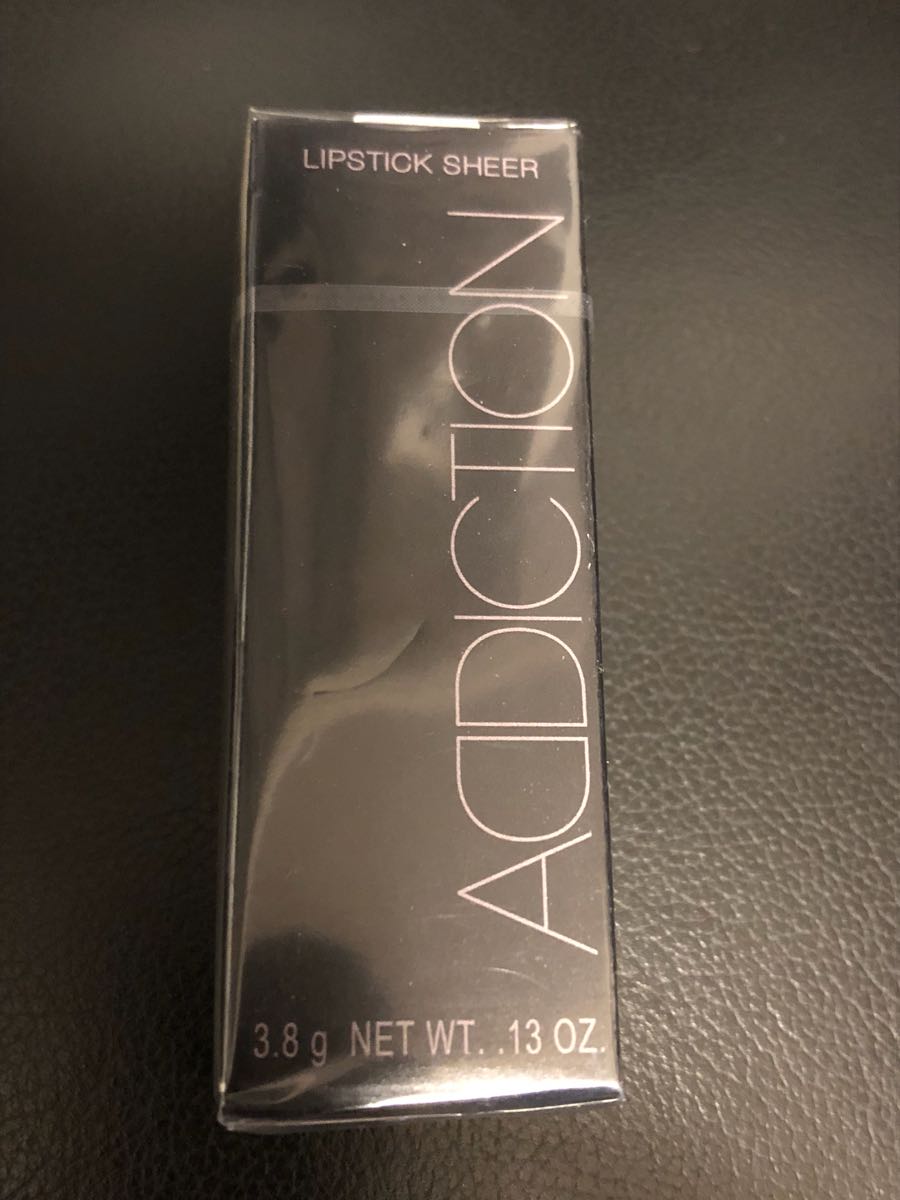 LIPSTICK SHEER
ADDICTION
3.8 g NET WT. .13 OZ.